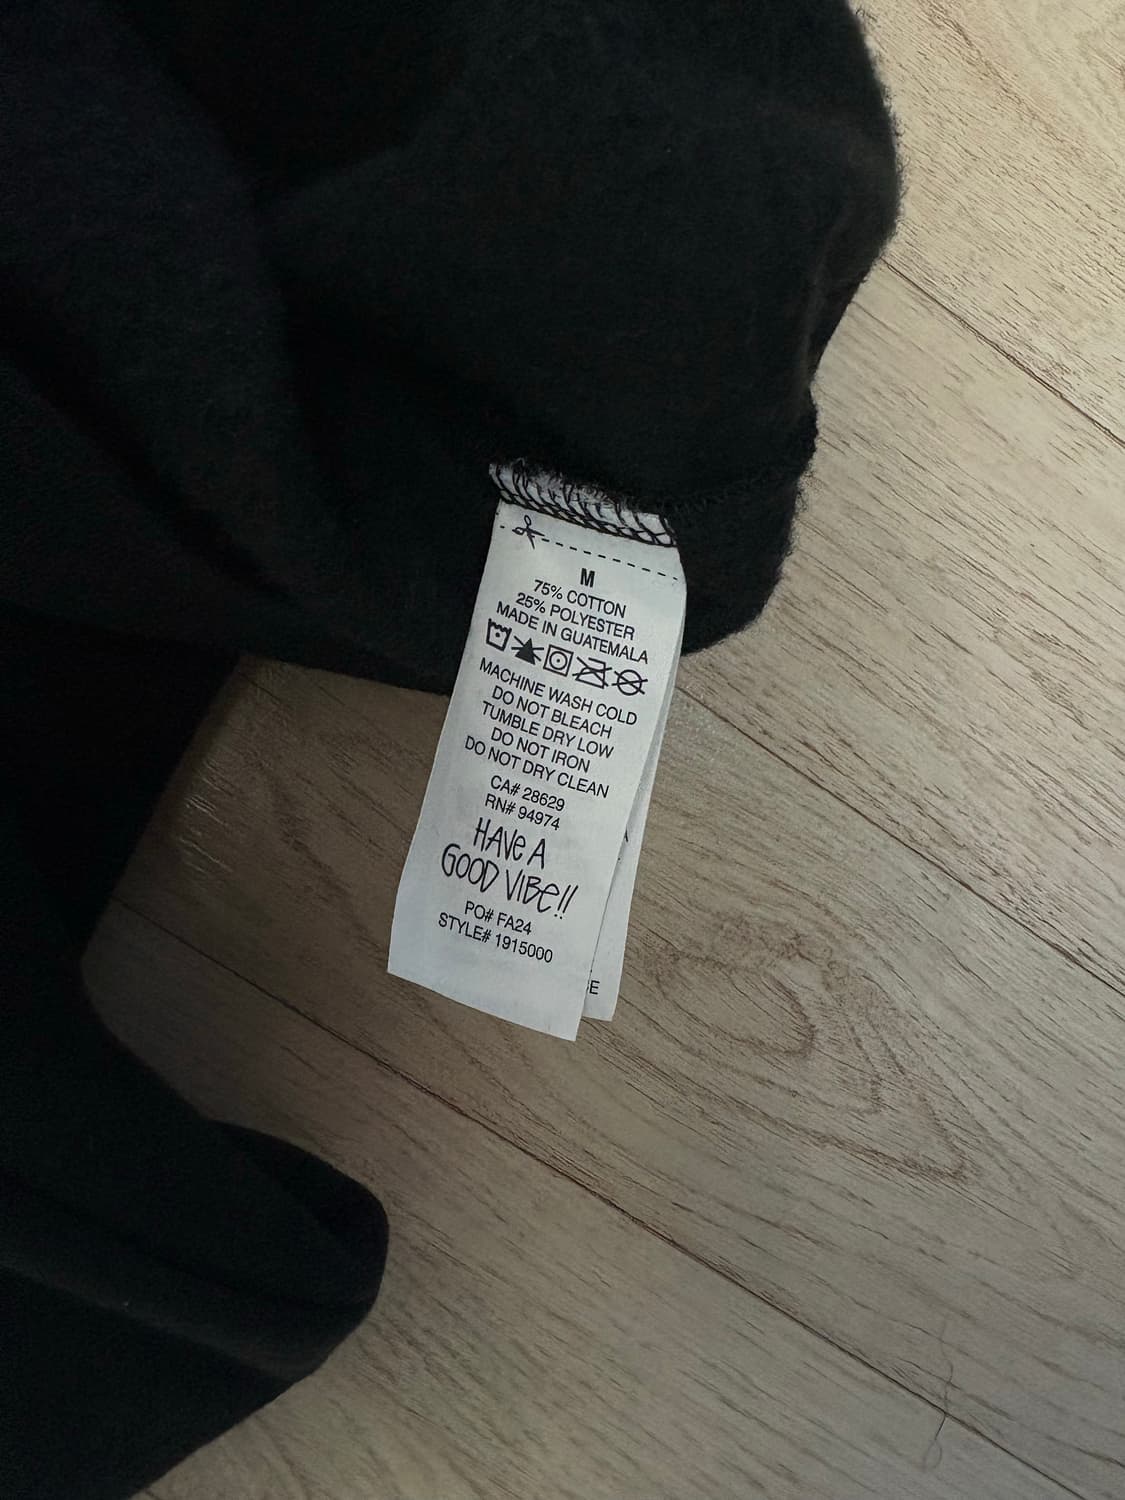 M
75% COTTON
25% POLYESTER
MADE IN GUATEMALA
MACHINE WASH COLD
DO NOT BLEACH
TUMBLE DRY LOW
DO NOT IRON
DO NOT DRY CLEAN
CA# 28629
RN# 94974
HAVe A
GOOD VIBe!!
PO# FA24
STYLE# 1915000